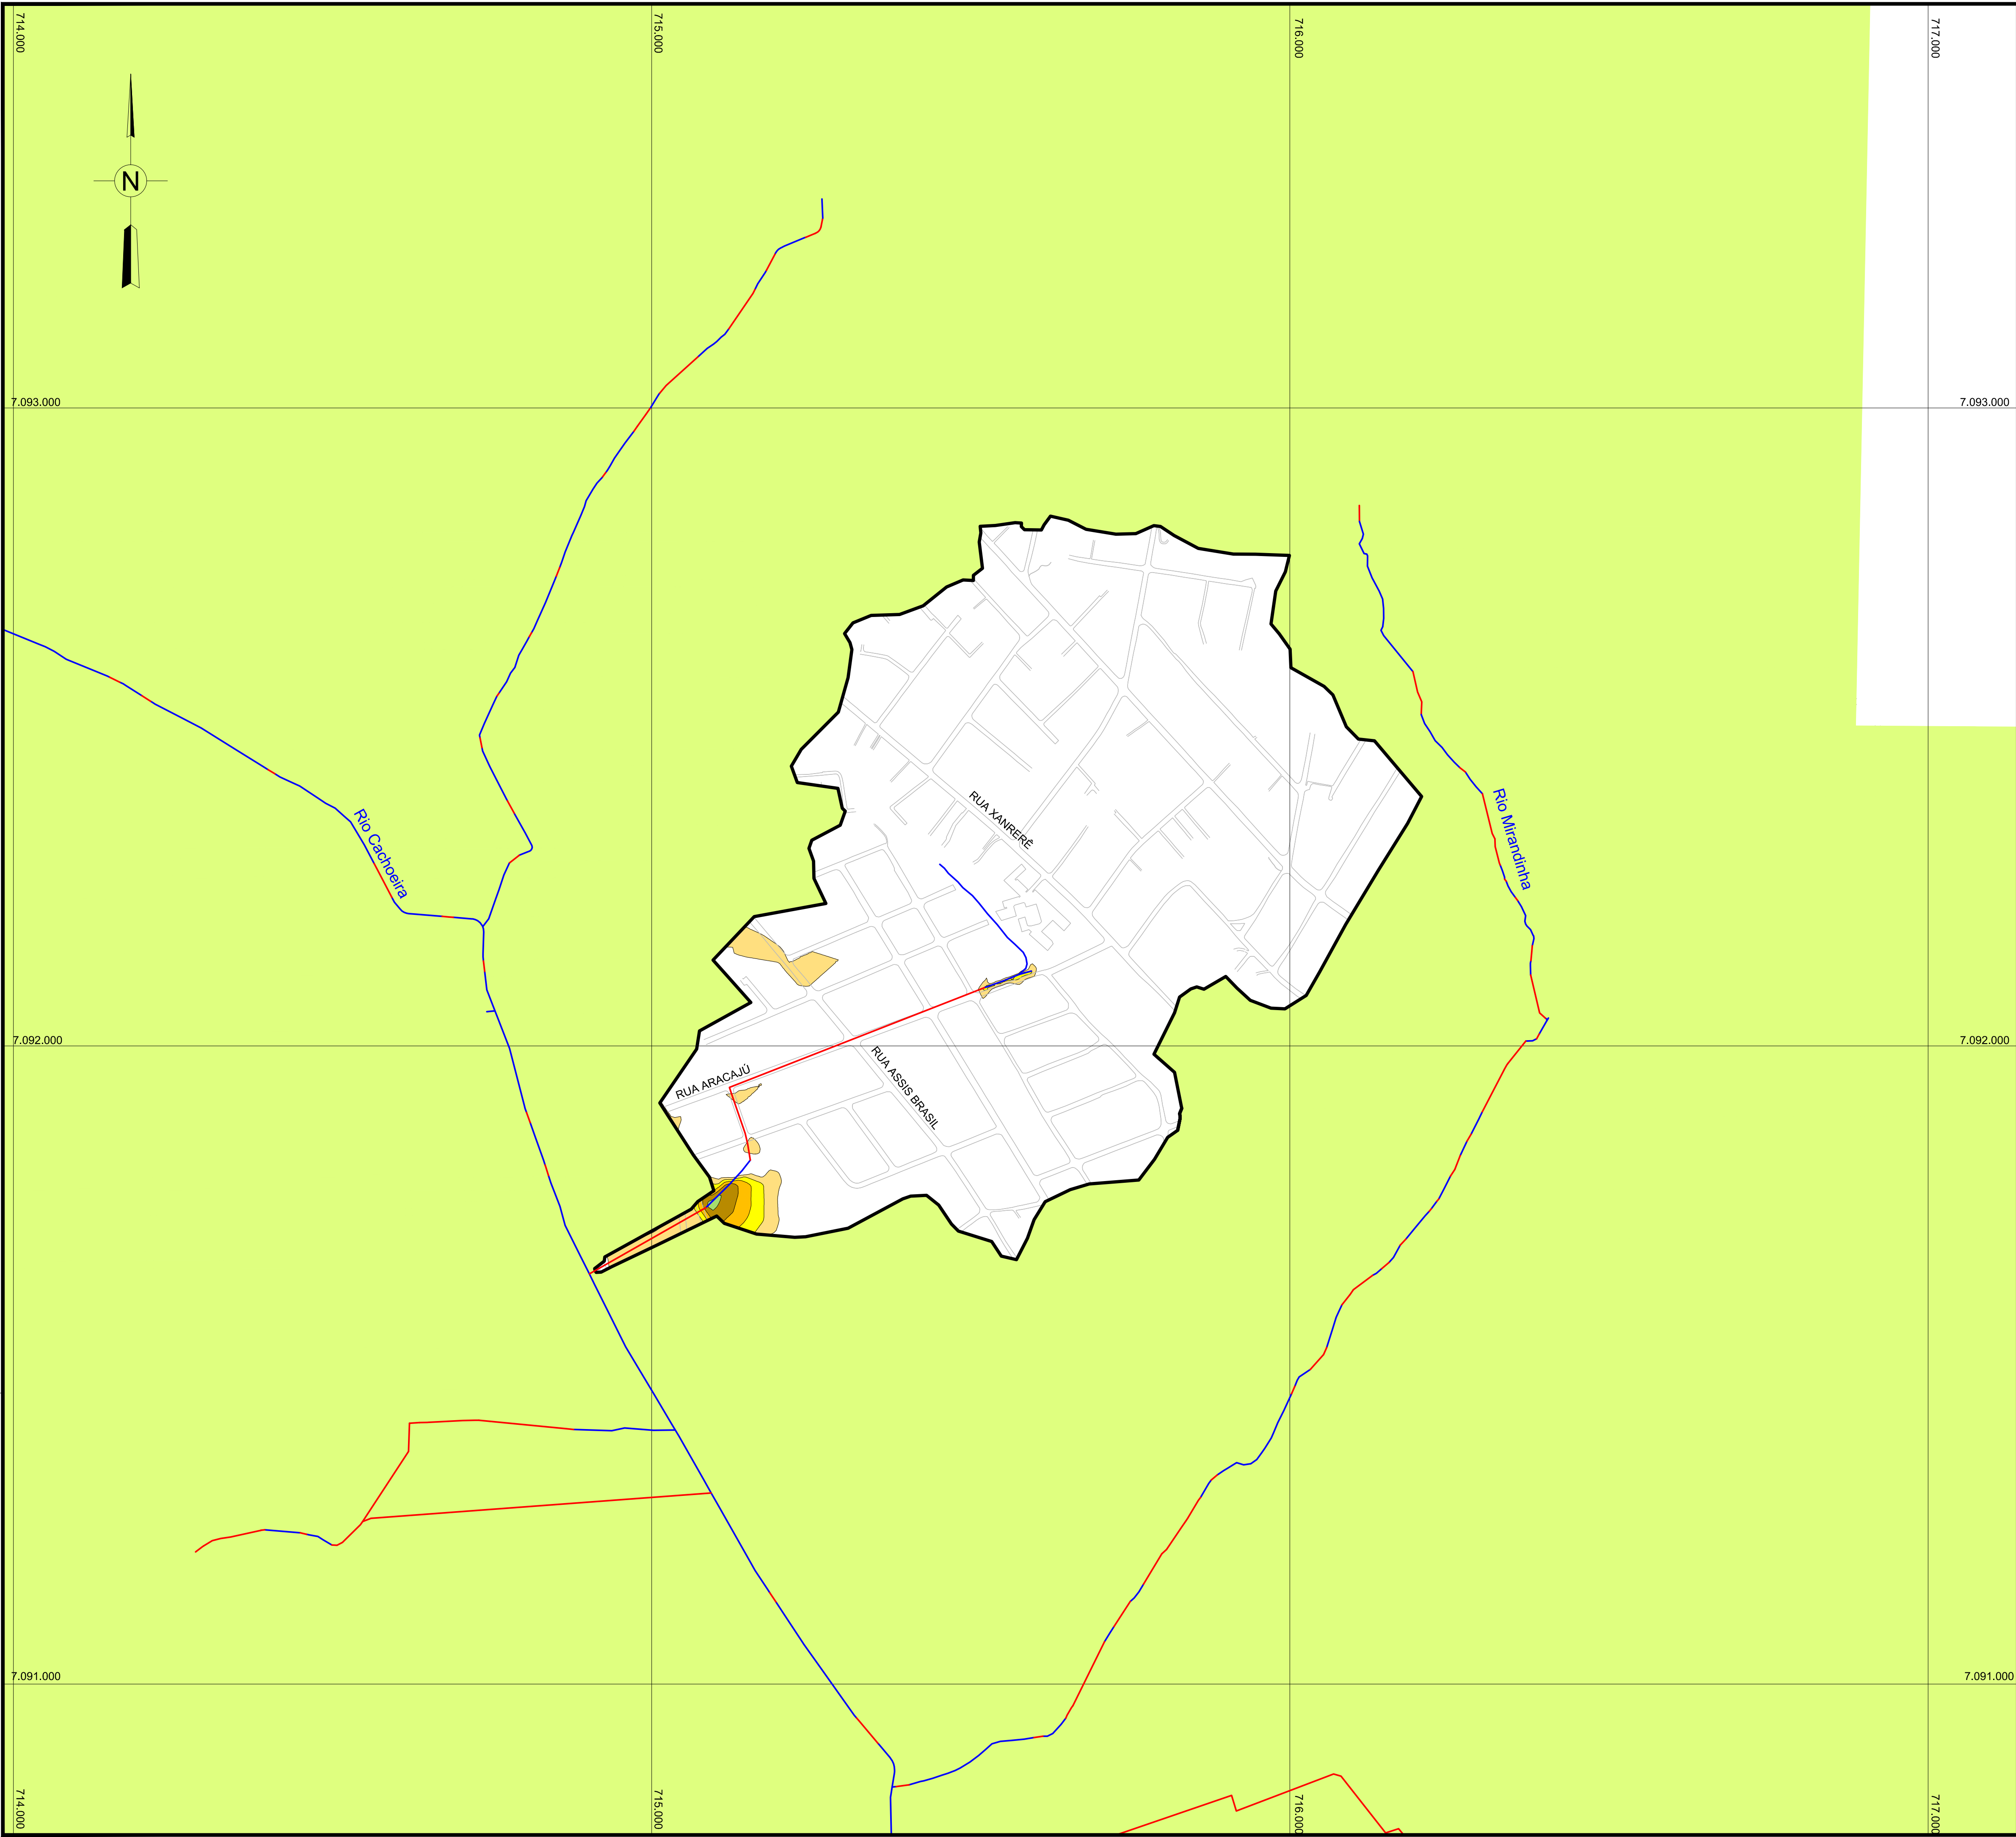 714.000
715.000
716.000
717.000
N
7.093.000
7.093.000
RUA XANRERÊ
Rio Cachoeira
Rio Mirandinha
7.092.000
7.092.000
RUA ARACAJÚ
RUA ASSIS BRASIL
7.091.000
7.091.000
714.000
715.000
716.000
717.000